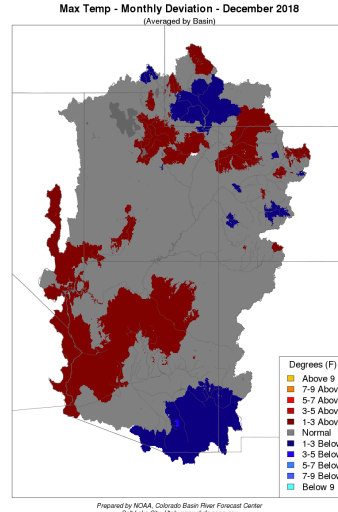 Max Temp - Monthly Deviation - December 2018
(Averaged by Basin)
Degrees (F)
Above 9
7-9 Above
5-7 Above
3-5 Above
1-3 Above
Normal
1-3 Below
3-5 Below
5-7 Below
7-9 Below
Below 9
Prepared by NOAA, Colorado Basin River Forecast Center